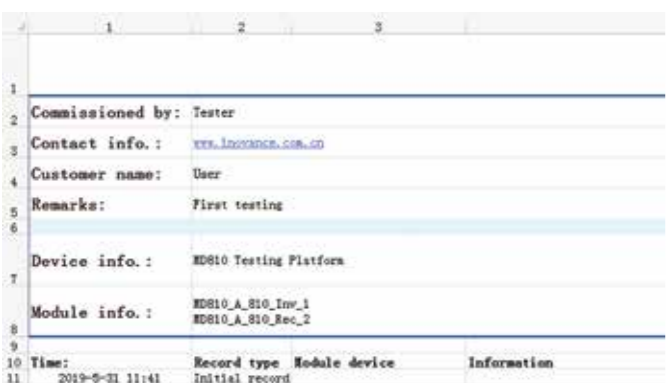 1 2 3
1
2 Commissioned by: Tester
3 Contact info.: www.inovance.com.cn
4 Customer name: User
5 Remarks: First testing
6
7 Device info.: MD810 Testing Platform
MD810_A_810_Inv_1
8 Module info.: MD810_A_810_Rec_2
9
10 Time: Record type Module device Information
11 2019-5-31 11:41 Initial record